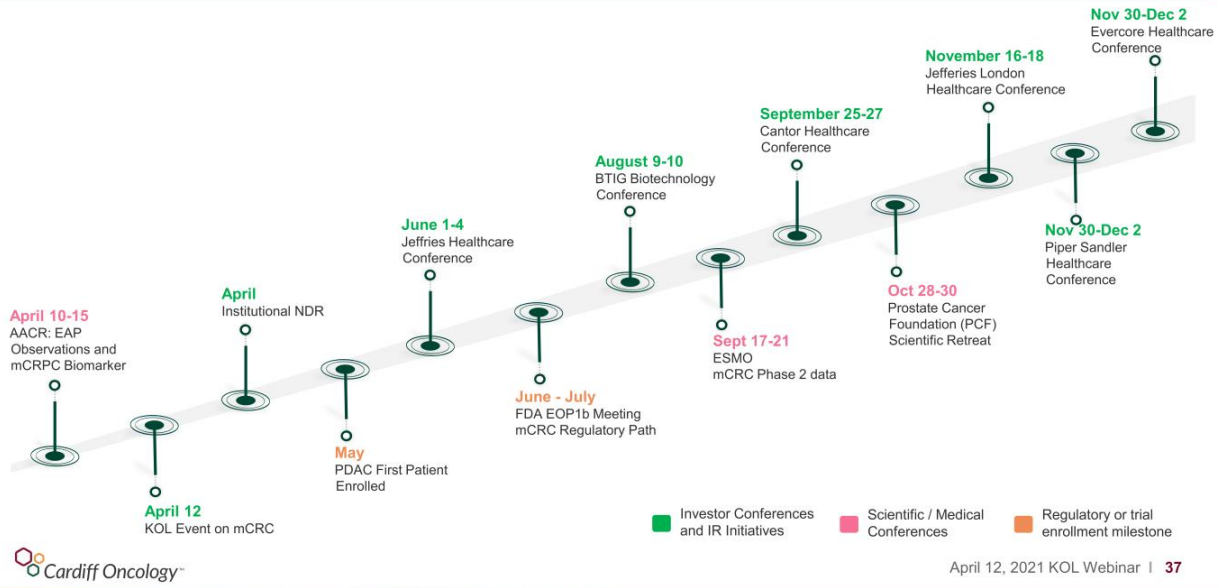 April 10-15
AACR: EAP
Observations and
mCRPC Biomarker
April 12
KOL Event on mCRC
April
Institutional NDR
May
PDAC First Patient
Enrolled
June 1-4
Jeffries Healthcare
Conference
June - July
FDA EOP1b Meeting
mCRC Regulatory Path
August 9-10
BTIG Biotechnology
Conference
Sept 17-21
ESMO
mCRC Phase 2 data
September 25-27
Cantor Healthcare
Conference
Oct 28-30
Prostate Cancer
Foundation (PCF)
Scientific Retreat
November 16-18
Jefferies London
Healthcare Conference
Nov 30-Dec 2
Piper Sandler
Healthcare
Conference
Nov 30-Dec 2
Evercore Healthcare
Conference
Investor Conferences
and IR Initiatives
Scientific / Medical
Conferences
Regulatory or trial
enrollment milestone
Cardiff Oncology™
April 12, 2021 KOL Webinar | 37